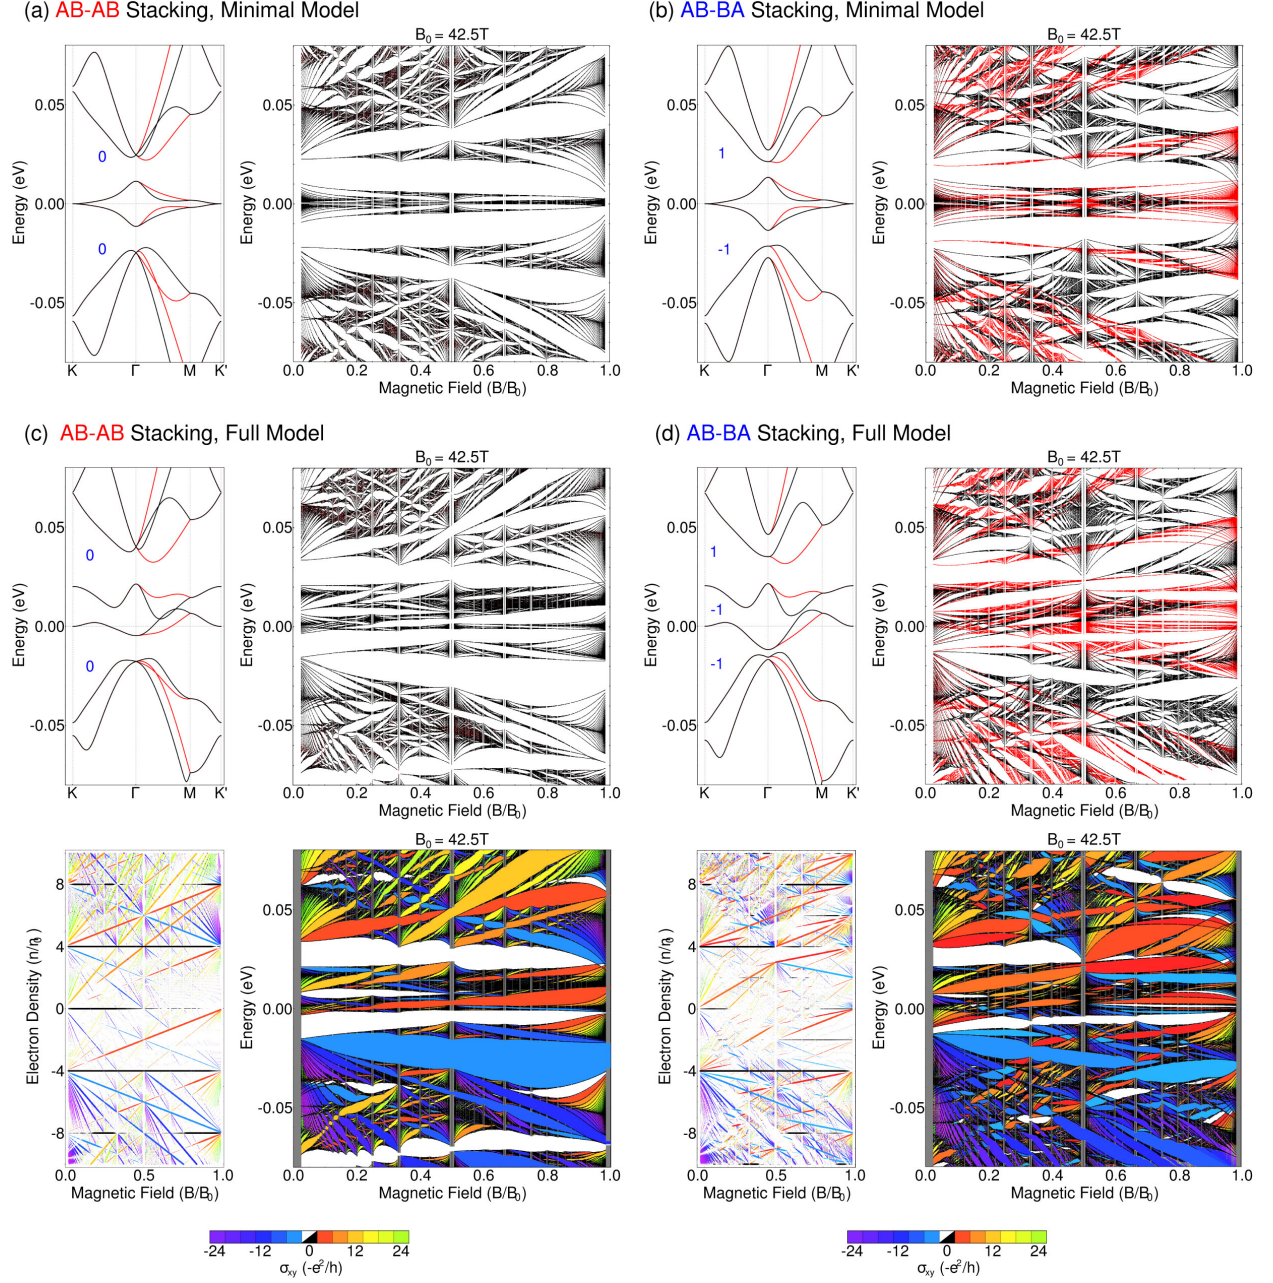 (a) AB-AB Stacking, Minimal Model
B₀ = 42.5T
Energy (eV)
0.05
0.00
-0.05
0
0
K Γ M K'
Energy (eV)
0.05
0.00
-0.05
0.0 0.2 0.4 0.6 0.8 1.0
Magnetic Field (B/B₀)
(b) AB-BA Stacking, Minimal Model
B₀ = 42.5T
Energy (eV)
0.05
0.00
-0.05
1
-1
K Γ M K'
Energy (eV)
0.05
0.00
-0.05
0.0 0.2 0.4 0.6 0.8 1.0
Magnetic Field (B/B₀)
(c) AB-AB Stacking, Full Model
B₀ = 42.5T
Energy (eV)
0.05
0.00
-0.05
0
0
K Γ M K'
Energy (eV)
0.05
0.00
-0.05
0.0 0.2 0.4 0.6 0.8 1.0
Magnetic Field (B/B₀)
Electron Density (n/n₀)
8
4
0
-4
-8
0.0 0.5 1.0
Magnetic Field (B/B₀)
B₀ = 42.5T
Energy (eV)
0.05
0.00
-0.05
0.0 0.2 0.4 0.6 0.8 1.0
Magnetic Field (B/B₀)
-24 -12 0 12 24
σxy (-e²/h)
(d) AB-BA Stacking, Full Model
B₀ = 42.5T
Energy (eV)
0.05
0.00
-0.05
1
-1
-1
K Γ M K'
Energy (eV)
0.05
0.00
-0.05
0.0 0.2 0.4 0.6 0.8 1.0
Magnetic Field (B/B₀)
Electron Density (n/n₀)
8
4
0
-4
-8
0.0 0.5 1.0
Magnetic Field (B/B₀)
B₀ = 42.5T
Energy (eV)
0.05
0.00
-0.05
0.0 0.2 0.4 0.6 0.8 1.0
Magnetic Field (B/B₀)
-24 -12 0 12 24
σxy (-e²/h)